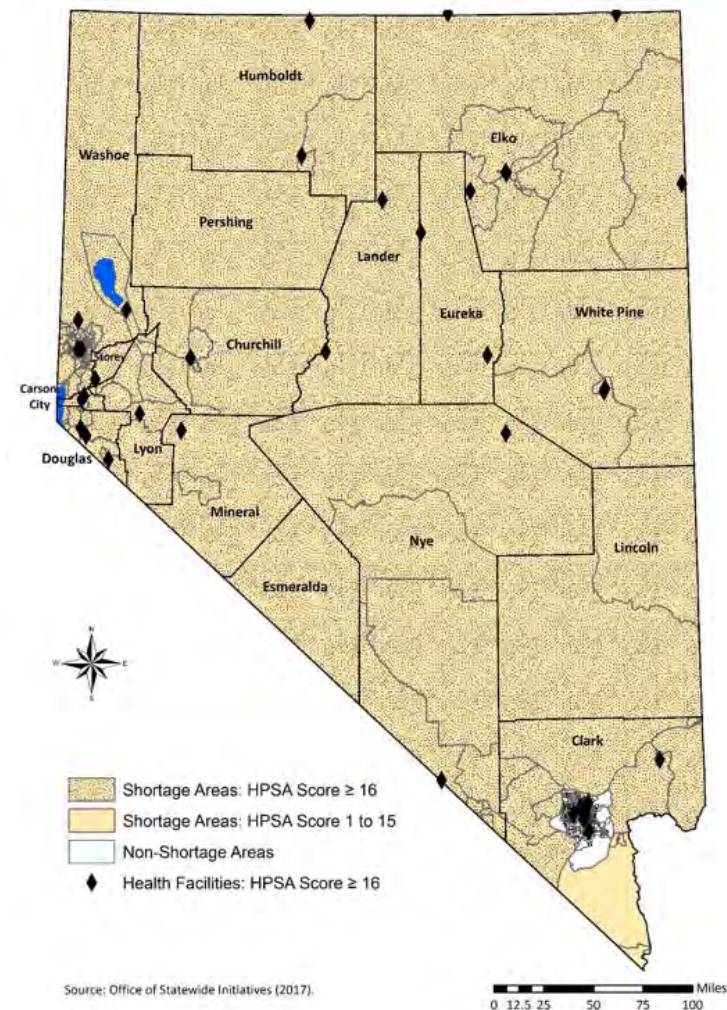 Humboldt
Elko
Washoe
Pershing
Lander
Eureka
White Pine
Churchill
Storey
Carson
City
Lyon
Douglas
Mineral
Nye
Lincoln
Esmeralda
N
W
E
S
Clark
Shortage Areas: HPSA Score ≥ 16
Shortage Areas: HPSA Score 1 to 15
Non-Shortage Areas
Health Facilities: HPSA Score ≥ 16
Source: Office of Statewide Initiatives (2017).
Miles
0 12.5 25 50 75 100